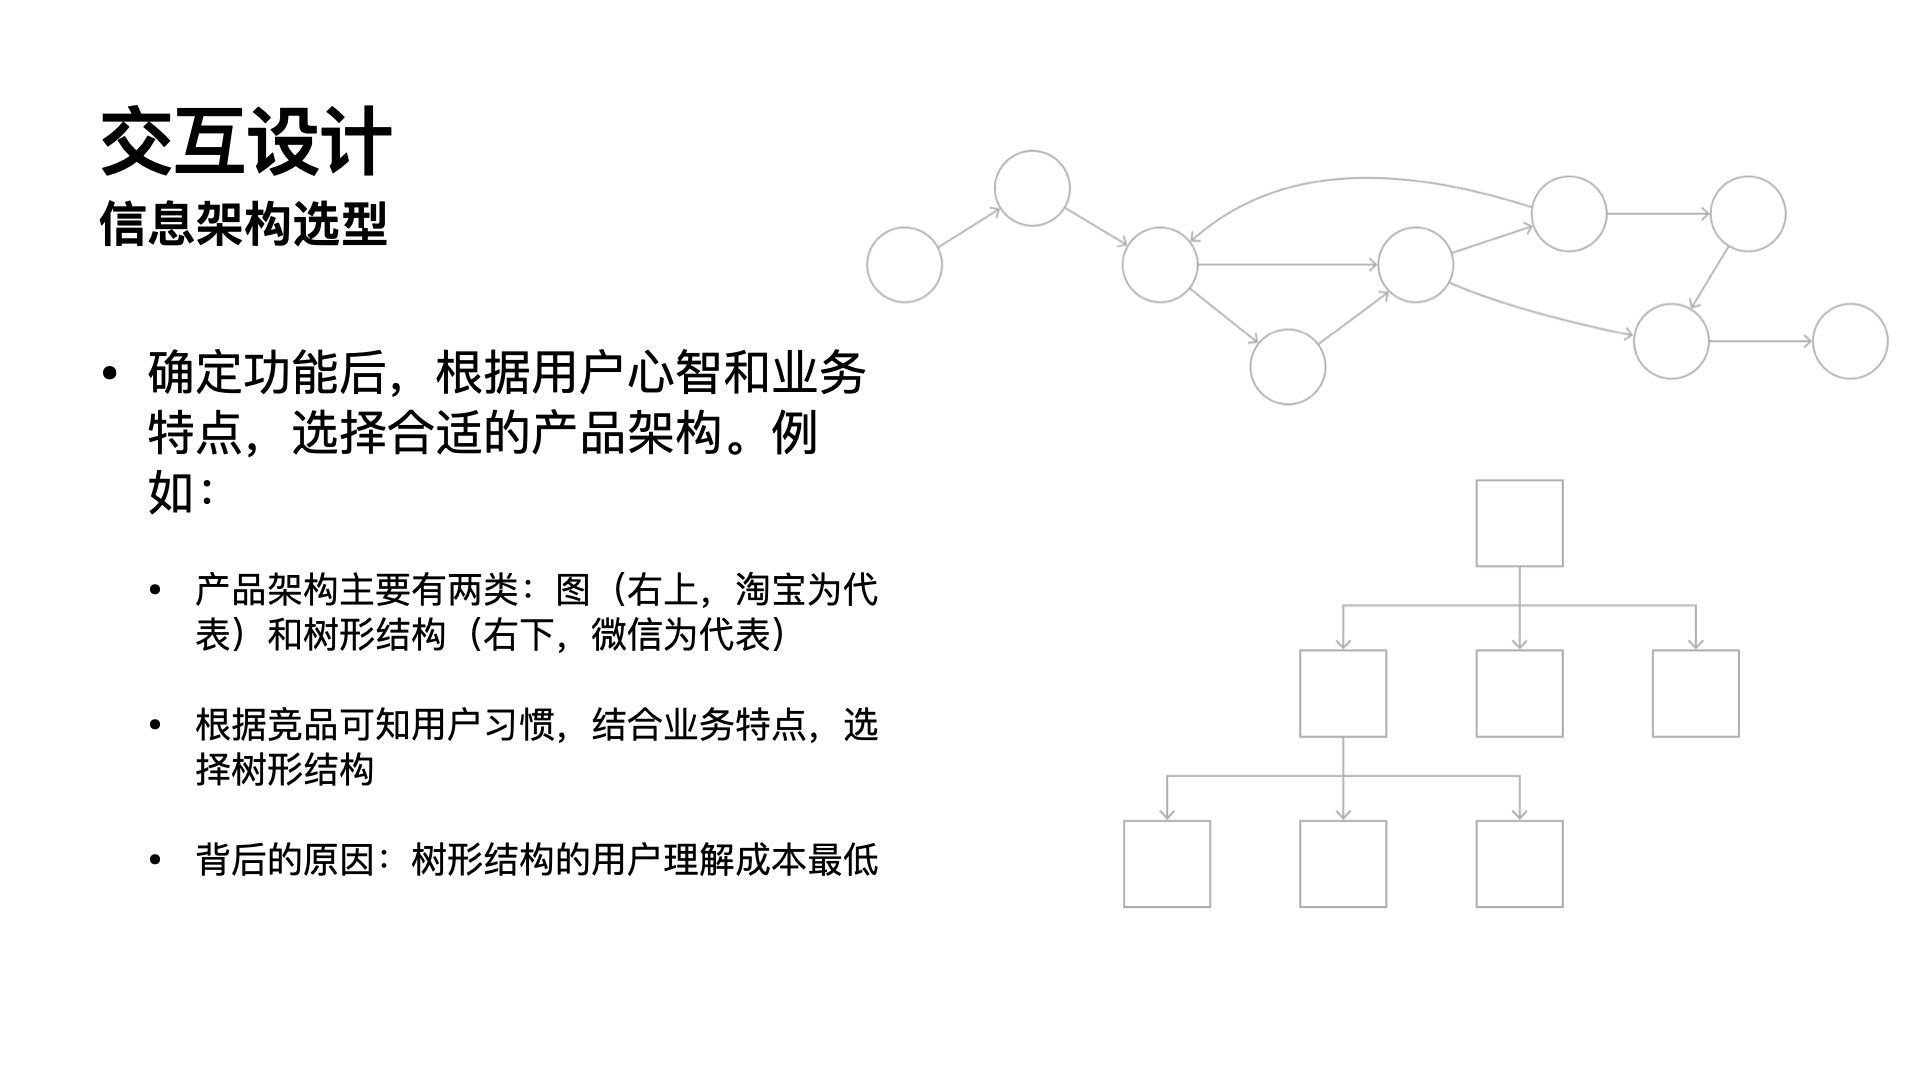 交互设计
信息架构选型
• 确定功能后，根据用户心智和业务
特点，选择合适的产品架构。例
如：
• 产品架构主要有两类：图（右上，淘宝为代
表）和树形结构（右下，微信为代表）
• 根据竞品可知用户习惯，结合业务特点，选
择树形结构
• 背后的原因：树形结构的用户理解成本最低